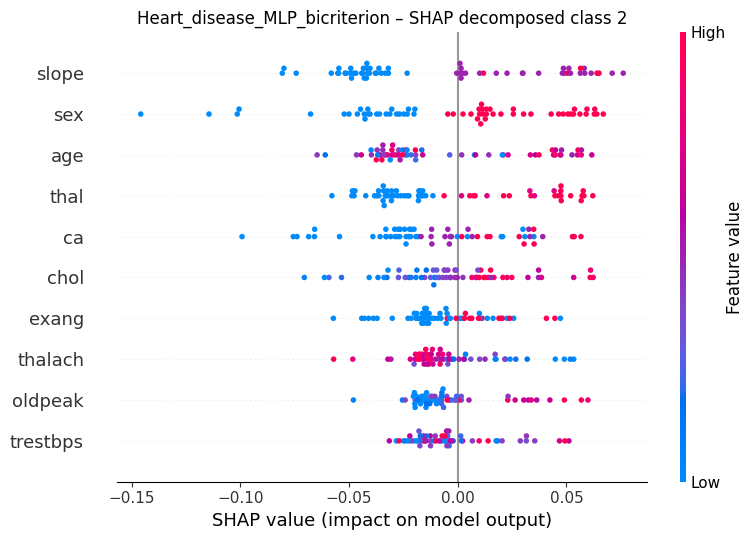 Heart_disease_MLP_bicriterion – SHAP decomposed class 2
High
slope
sex
age
thal
ca
chol
exang
thalach
oldpeak
trestbps
Feature value
Low
−0.15
−0.10
−0.05
0.00
0.05
SHAP value (impact on model output)